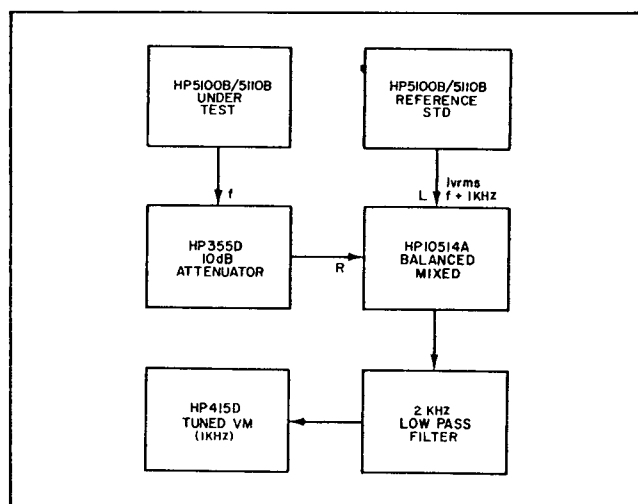 HP5100B/5110B
UNDER
TEST
HP5100B/5110B
REFERENCE
STD
f
L
1vrms
f + 1KHZ
HP355D
10dB
ATTENUATOR
R
HP10514A
BALANCED
MIXED
HP415D
TUNED VM
(1KHZ)
2 KHZ
LOW PASS
FILTER